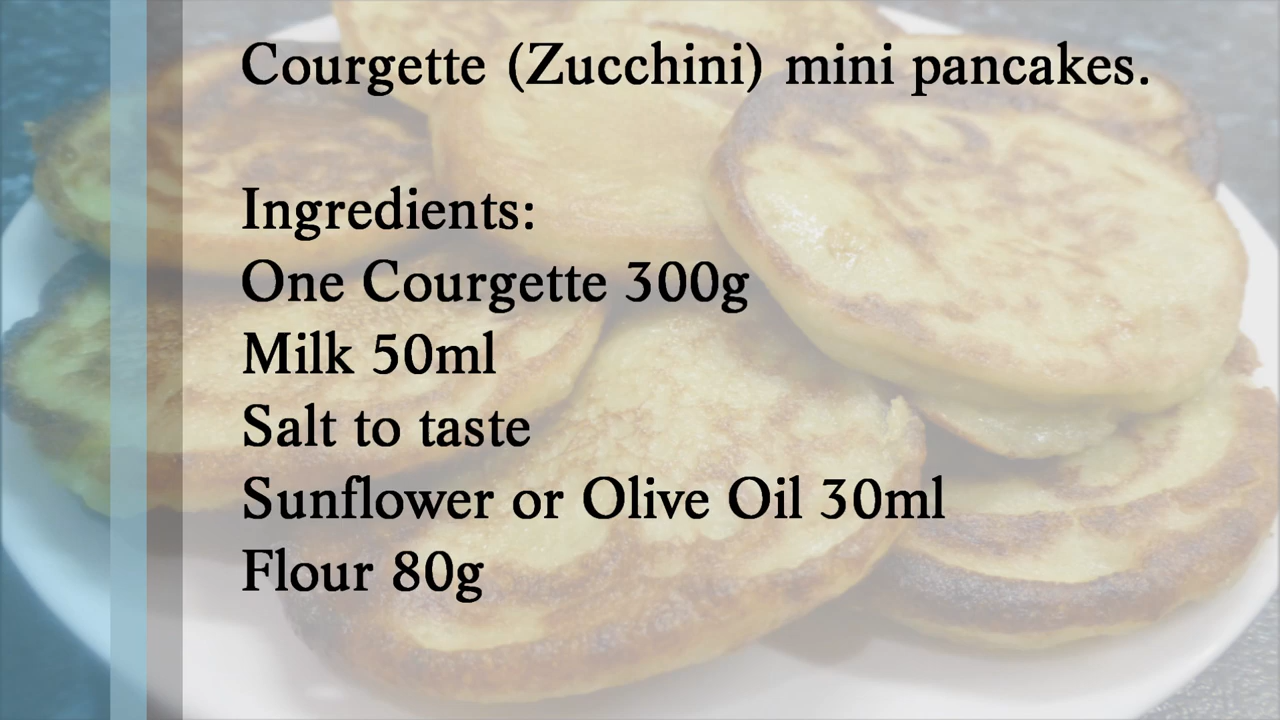 Courgette (Zucchini) mini pancakes.
Ingredients:
One Courgette 300g
Milk 50ml
Salt to taste
Sunflower or Olive Oil 30ml
Flour 80g